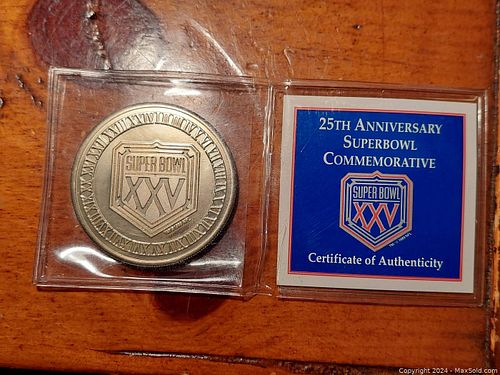 SUPER BOWL
XXV
25TH ANNIVERSARY
SUPERBOWL
COMMEMORATIVE
SUPER BOWL
XXV
Certificate of Authenticity
Copyright 2024 - MaxSold.com